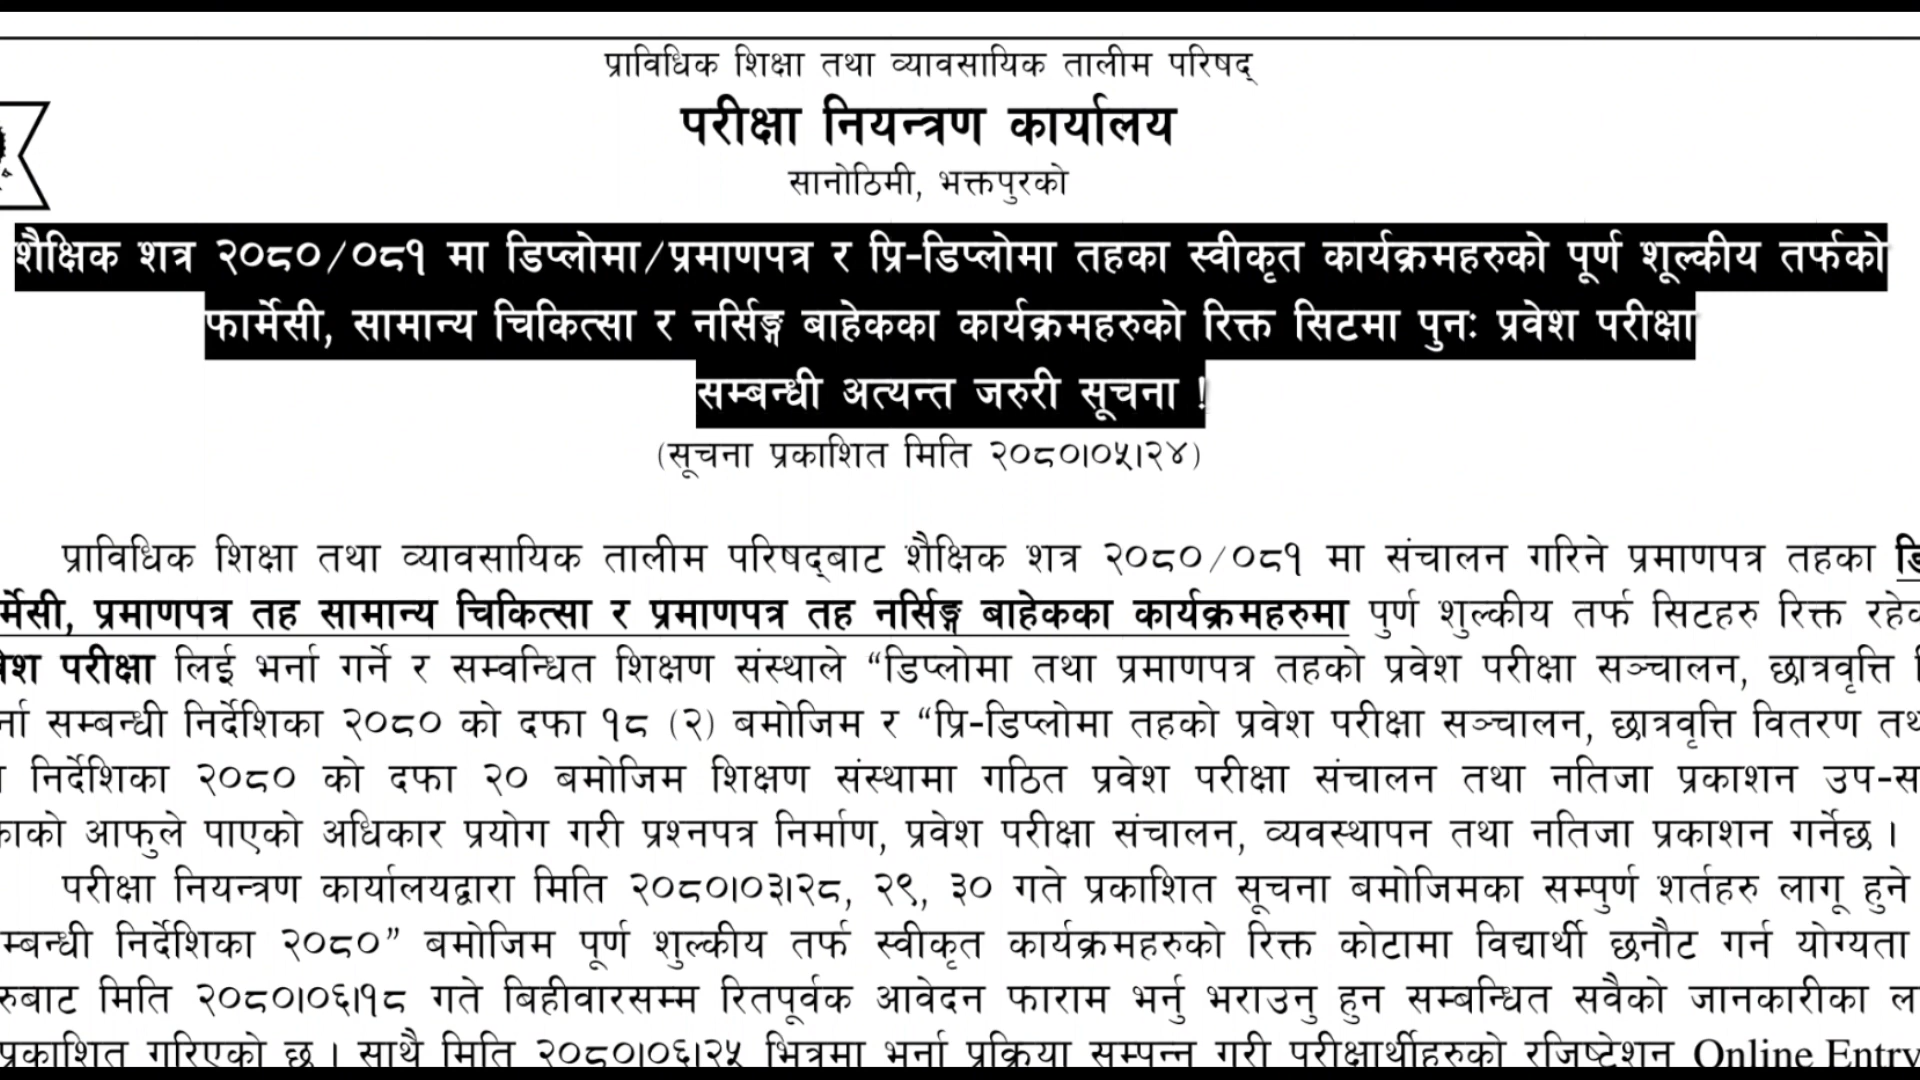 प्राविधिक शिक्षा तथा व्यावसायिक तालीम परिषद्
परीक्षा नियन्त्रण कार्यालय
सानोठिमी, भक्तपुरको
शैक्षिक शत्र २०८०/०८१ मा डिप्लोमा/प्रमाणपत्र र प्रि-डिप्लोमा तहका स्वीकृत कार्यक्रमहरुको पूर्ण शूल्कीय तर्फको
फार्मेसी, सामान्य चिकित्सा र नर्सिङ्ग बाहेकका कार्यक्रमहरुको रिक्त सिटमा पुनः प्रवेश परीक्षा
सम्बन्धी अत्यन्त जरुरी सूचना !
(सूचना प्रकाशित मिति २०८०।०५।२४)
प्राविधिक शिक्षा तथा व्यावसायिक तालीम परिषद्बाट शैक्षिक शत्र २०८०/०८१ मा संचालन गरिने प्रमाणपत्र तहका
प्रमाणपत्र तह सामान्य चिकित्सा र प्रमाणपत्र तह नर्सिङ्ग बाहेकका कार्यक्रमहरुमा पुर्ण शुल्कीय तर्फ सिटहरु रिक्त
परीक्षा लिई भर्ना गर्ने र सम्वन्धित शिक्षण संस्थाले “डिप्लोमा तथा प्रमाणपत्र तहको प्रवेश परीक्षा सञ्चालन, छात्रवृत्ति
सम्बन्धी निर्देशिका २०८० को दफा १८ (२) बमोजिम र “प्रि-डिप्लोमा तहको प्रवेश परीक्षा सञ्चालन, छात्रवृत्ति वितरण
निर्देशिका २०८० को दफा २० बमोजिम शिक्षण संस्थामा गठित प्रवेश परीक्षा संचालन तथा नतिजा प्रकाशन
आफुले पाएको अधिकार प्रयोग गरी प्रश्नपत्र निर्माण, प्रवेश परीक्षा संचालन, व्यवस्थापन तथा नतिजा प्रकाशन गर्नेछ ।
परीक्षा नियन्त्रण कार्यालयद्वारा मिति २०८०।०३।२८, २९, ३० गते प्रकाशित सूचना बमोजिमका सम्पुर्ण शर्तहरु लागू हुने
निर्देशिका २०८०” बमोजिम पूर्ण शुल्कीय तर्फ स्वीकृत कार्यक्रमहरुको रिक्त कोटामा विद्यार्थी छनौट गर्न योग्यता
मिति २०८०।०६।१८ गते बिहीवारसम्म रितपूर्वक आवेदन फाराम भर्नु भराउनु हुन सम्बन्धित सवैको जानकारीका
प्रकाशित गरिएको छ । साथै मिति २०८०।०६।२५ भित्रमा भर्ना प्रक्रिया सम्पन्न गरी परीक्षार्थीहरुको रजिष्टेशन Online Entry